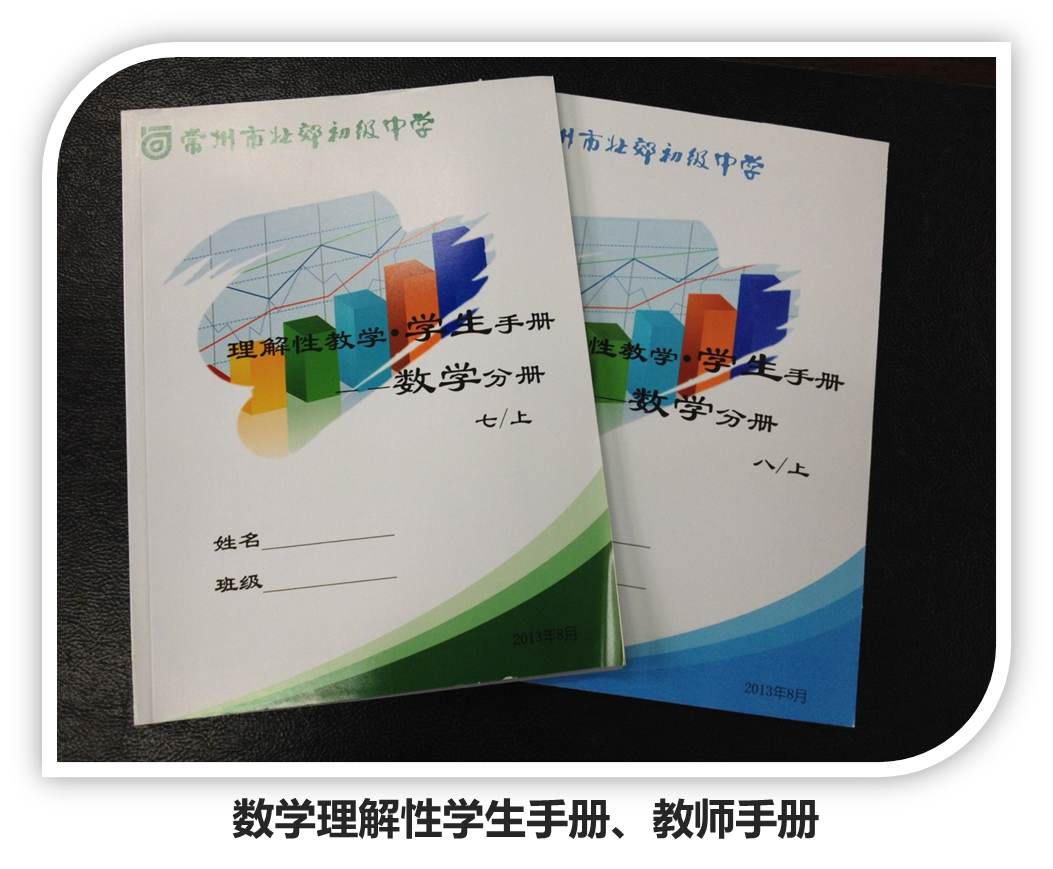 常州市北郊初级中学
理解性教学·学生手册
——数学分册
七/上
姓名
班级
2013年8月
州市北郊初级中学
性教学·学生手册
—数学分册
八/上
2013年8月
数学理解性学生手册、教师手册